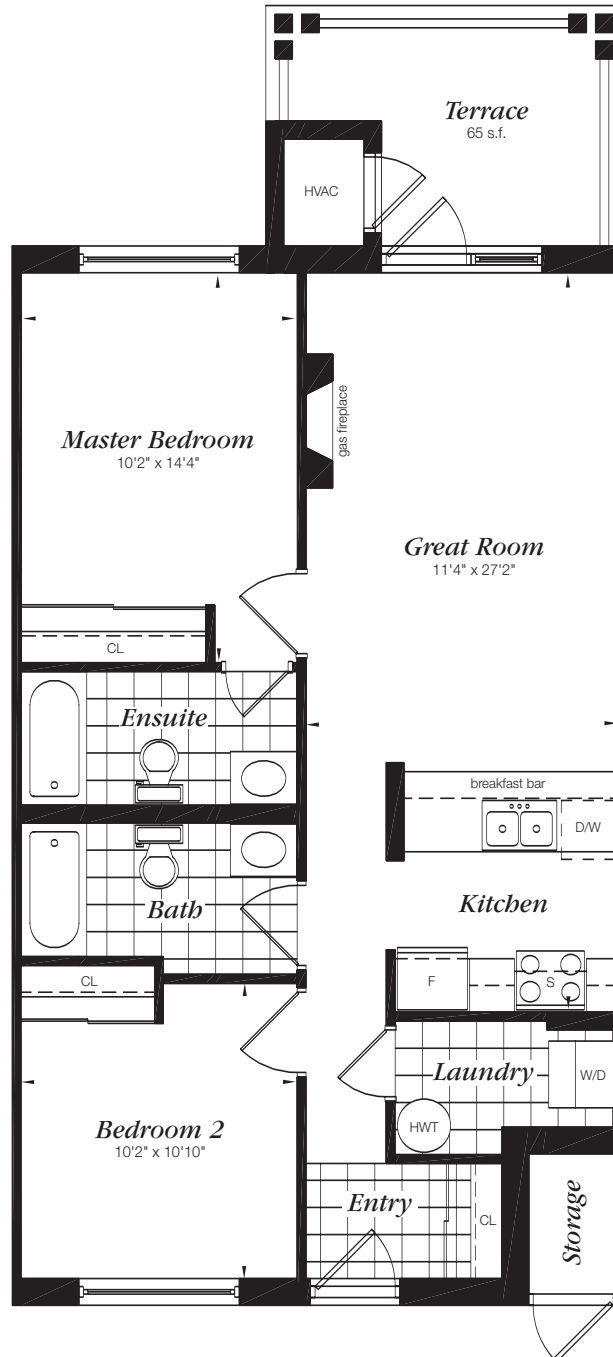 Terrace
65 s.f.
HVAC
gas fireplace
Master Bedroom
10'2" x 14'4"
Great Room
11'4" x 27'2"
CL
Ensuite
breakfast bar
D/W
Bath
Kitchen
CL
F
S
Laundry
W/D
HWT
Bedroom 2
10'2" x 10'10"
Entry
CL
Storage